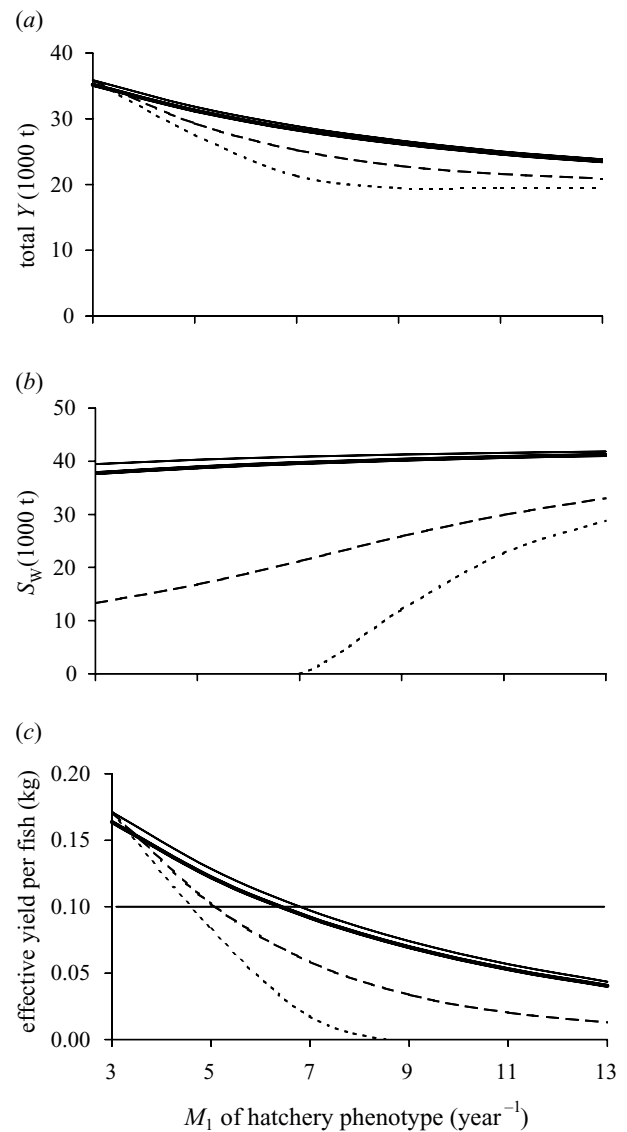 (a)
40
30
20
10
0
total Y (1000 t)
(b)
50
40
30
20
10
0
S_W (1000 t)
(c)
0.20
0.15
0.10
0.05
0.00
effective yield per fish (kg)
3 5 7 9 11 13
M₁ of hatchery phenotype (year⁻¹)